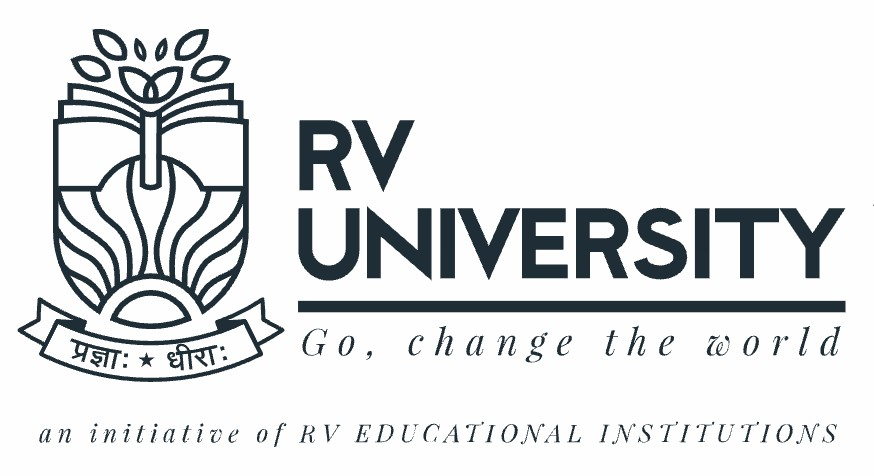 RV
UNIVERSITY
Go, change the world
प्रज्ञा: ★ धीरा:
an initiative of RV EDUCATIONAL INSTITUTIONS